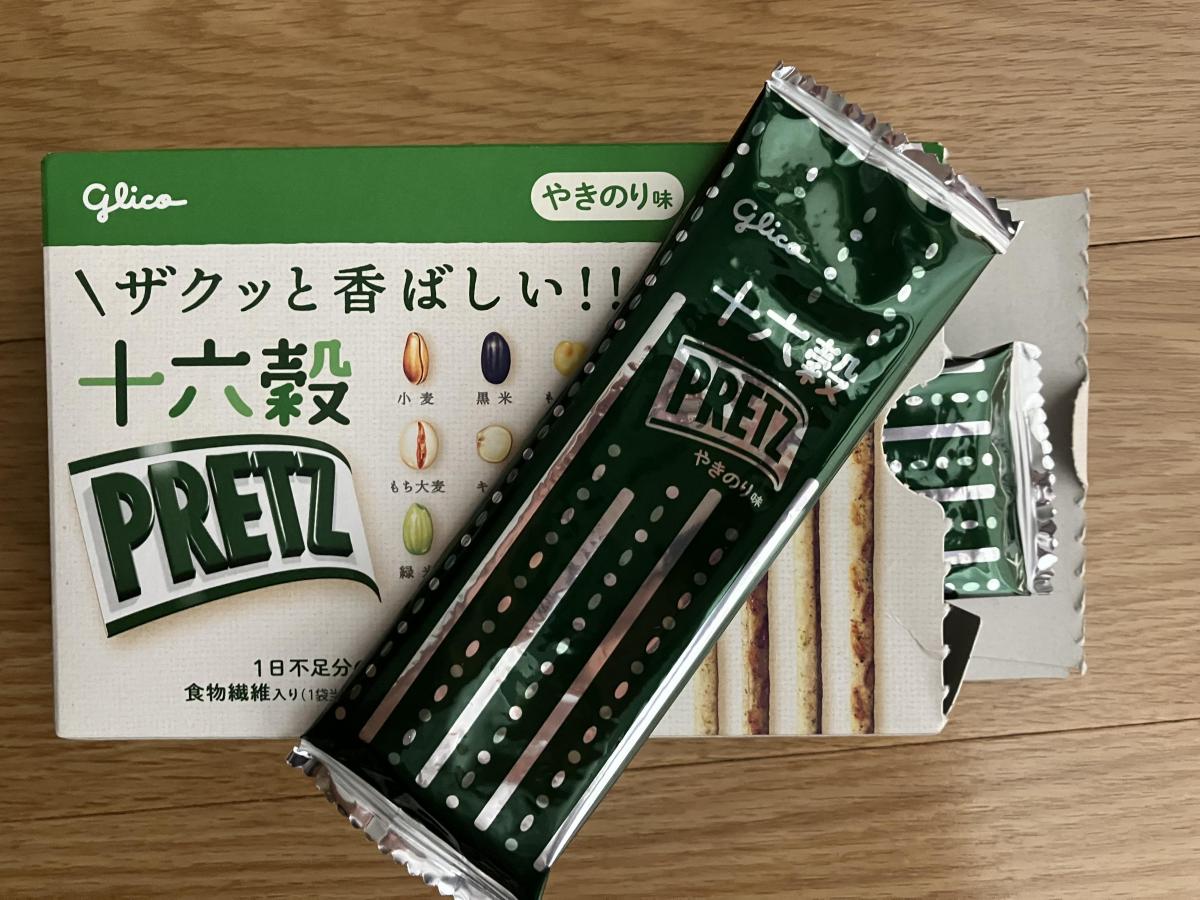 Glico
やきのり味
\ザクッと香ばしい!!
十六穀
PRETZ
小麦
黒米
もち大麦
キ
緑
1日不足分
食物繊維入り(1袋
Glico
十六穀
PRETZ
やきのり味